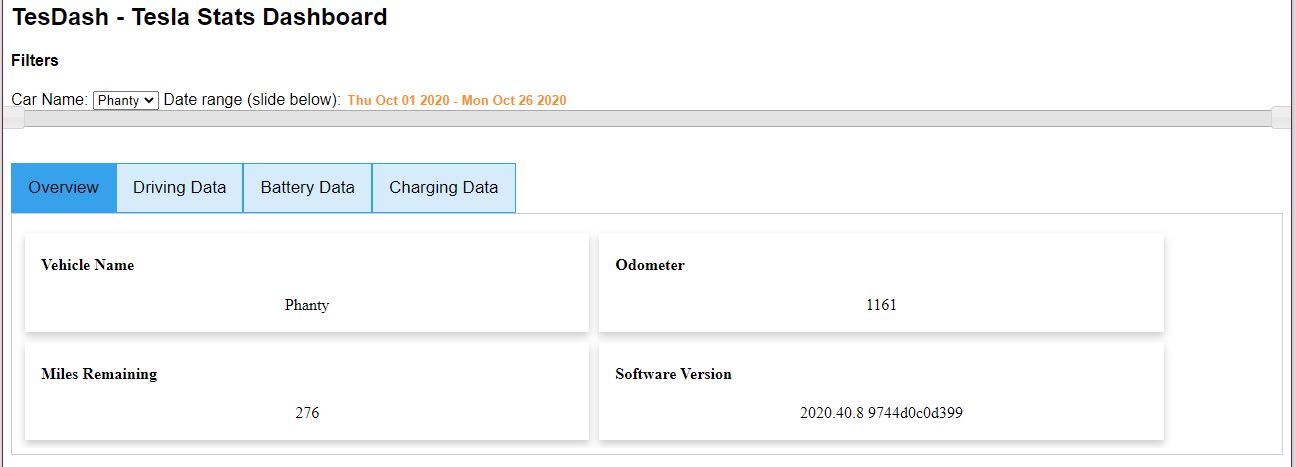 TesDash - Tesla Stats Dashboard
Filters
Car Name: Phanty Date range (slide below): Thu Oct 01 2020 - Mon Oct 26 2020
Overview Driving Data Battery Data Charging Data
Vehicle Name Odometer
Phanty 1161
Miles Remaining Software Version
276 2020.40.8 9744d0c0d399